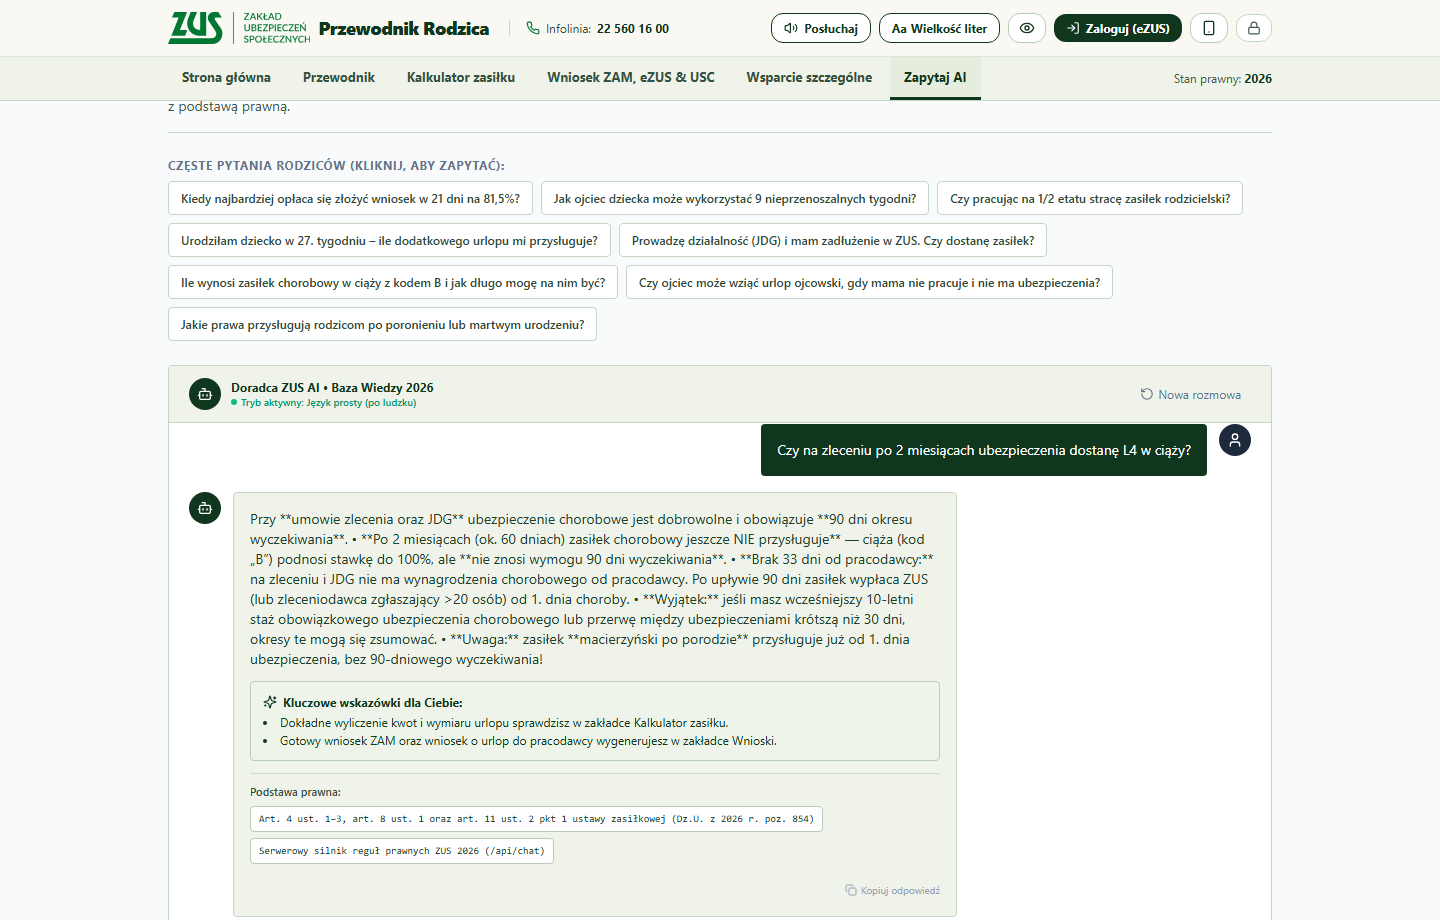 ZUS
ZAKŁAD
UBEZPIECZEŃ
SPOŁECZNYCH
Przewodnik Rodzica
Infolinia: 22 560 16 00
Posłuchaj
Aa Wielkość liter
Zaloguj (eZUS)
Strona główna
Przewodnik
Kalkulator zasiłku
Wniosek ZAM, eZUS & USC
Wsparcie szczególne
Zapytaj AI
Stan prawny: 2026
z podstawą prawną.
CZĘSTE PYTANIA RODZICÓW (KLIKNIJ, ABY ZAPYTAĆ):
Kiedy najbardziej opłaca się złożyć wniosek w 21 dni na 81,5%?
Jak ojciec dziecka może wykorzystać 9 nieprzenoszalnych tygodni?
Czy pracując na 1/2 etatu stracę zasiłek rodzicielski?
Urodziłam dziecko w 27. tygodniu – ile dodatkowego urlopu mi przysługuje?
Prowadzę działalność (JDG) i mam zadłużenie w ZUS. Czy dostanę zasiłek?
Ile wynosi zasiłek chorobowy w ciąży z kodem B i jak długo mogę na nim być?
Czy ojciec może wziąć urlop ojcowski, gdy mama nie pracuje i nie ma ubezpieczenia?
Jakie prawa przysługują rodzicom po poronieniu lub martwym urodzeniu?
Doradca ZUS AI • Baza Wiedzy 2026
Tryb aktywny: Język prosty (po ludzku)
Nowa rozmowa
Czy na zleceniu po 2 miesiącach ubezpieczenia dostanę L4 w ciąży?
Przy **umowie zlecenia oraz JDG** ubezpieczenie chorobowe jest dobrowolne i obowiązuje **90 dni okresu
wyczekiwania**. • **Po 2 miesiącach (ok. 60 dniach) zasiłek chorobowy jeszcze NIE przysługuje** — ciąża (kod
„B”) podnosi stawkę do 100%, ale **nie znosi wymogu 90 dni wyczekiwania**. • **Brak 33 dni od pracodawcy:**
na zleceniu i JDG nie ma wynagrodzenia chorobowego od pracodawcy. Po upływie 90 dni zasiłek wypłaca ZUS
(lub zleceniodawca zgłaszający >20 osób) od 1. dnia choroby. • **Wyjątek:** jeśli masz wcześniejszy 10-letni
staż obowiązkowego ubezpieczenia chorobowego lub przerwę między ubezpieczeniami krótszą niż 30 dni,
okresy te mogą się zsumować. • **Uwaga:** zasiłek **macierzyński po porodzie** przysługuje już od 1. dnia
ubezpieczenia, bez 90-dniowego wyczekiwania!
Kluczowe wskazówki dla Ciebie:
• Dokładne wyliczenie kwot i wymiaru urlopu sprawdzisz w zakładce Kalkulator zasiłku.
• Gotowy wniosek ZAM oraz wniosek o urlop do pracodawcy wygenerujesz w zakładce Wnioski.
Podstawa prawna:
Art. 4 ust. 1–3, art. 8 ust. 1 oraz art. 11 ust. 2 pkt 1 ustawy zasiłkowej (Dz.U. z 2026 r. poz. 854)
Serwerowy silnik reguł prawnych ZUS 2026 (/api/chat)
Kopiuj odpowiedź